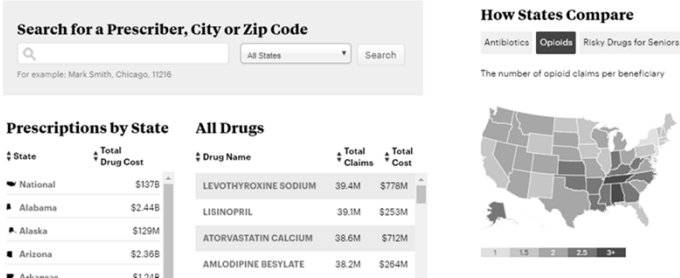 Search for a Prescriber, City or Zip Code
All States
Search
For example: Mark Smith, Chicago, 11216
How States Compare
Antibiotics
Opioids
Risky Drugs for Seniors
The number of opioid claims per beneficiary
1 1.5 2 2.5 3+
Prescriptions by State
State Total Drug Cost
National $137B
Alabama $2.44B
Alaska $129M
Arizona $2.36B
Arkansas $1.24B
All Drugs
Drug Name Total Claims Total Cost
LEVOTHYROXINE SODIUM 39.4M $778M
LISINOPRIL 39.1M $253M
ATORVASTATIN CALCIUM 38.6M $712M
AMLODIPINE BESYLATE 38.2M $264M